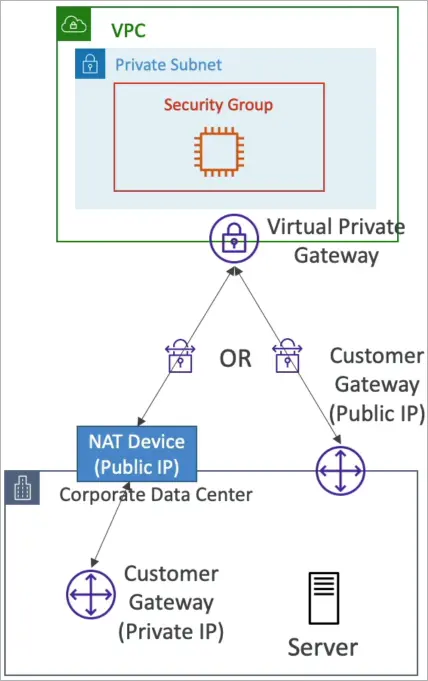 VPC
Private Subnet
Security Group
Virtual Private
Gateway
OR
Customer
Gateway
(Public IP)
NAT Device
(Public IP)
Corporate Data Center
Customer
Gateway
(Private IP)
Server